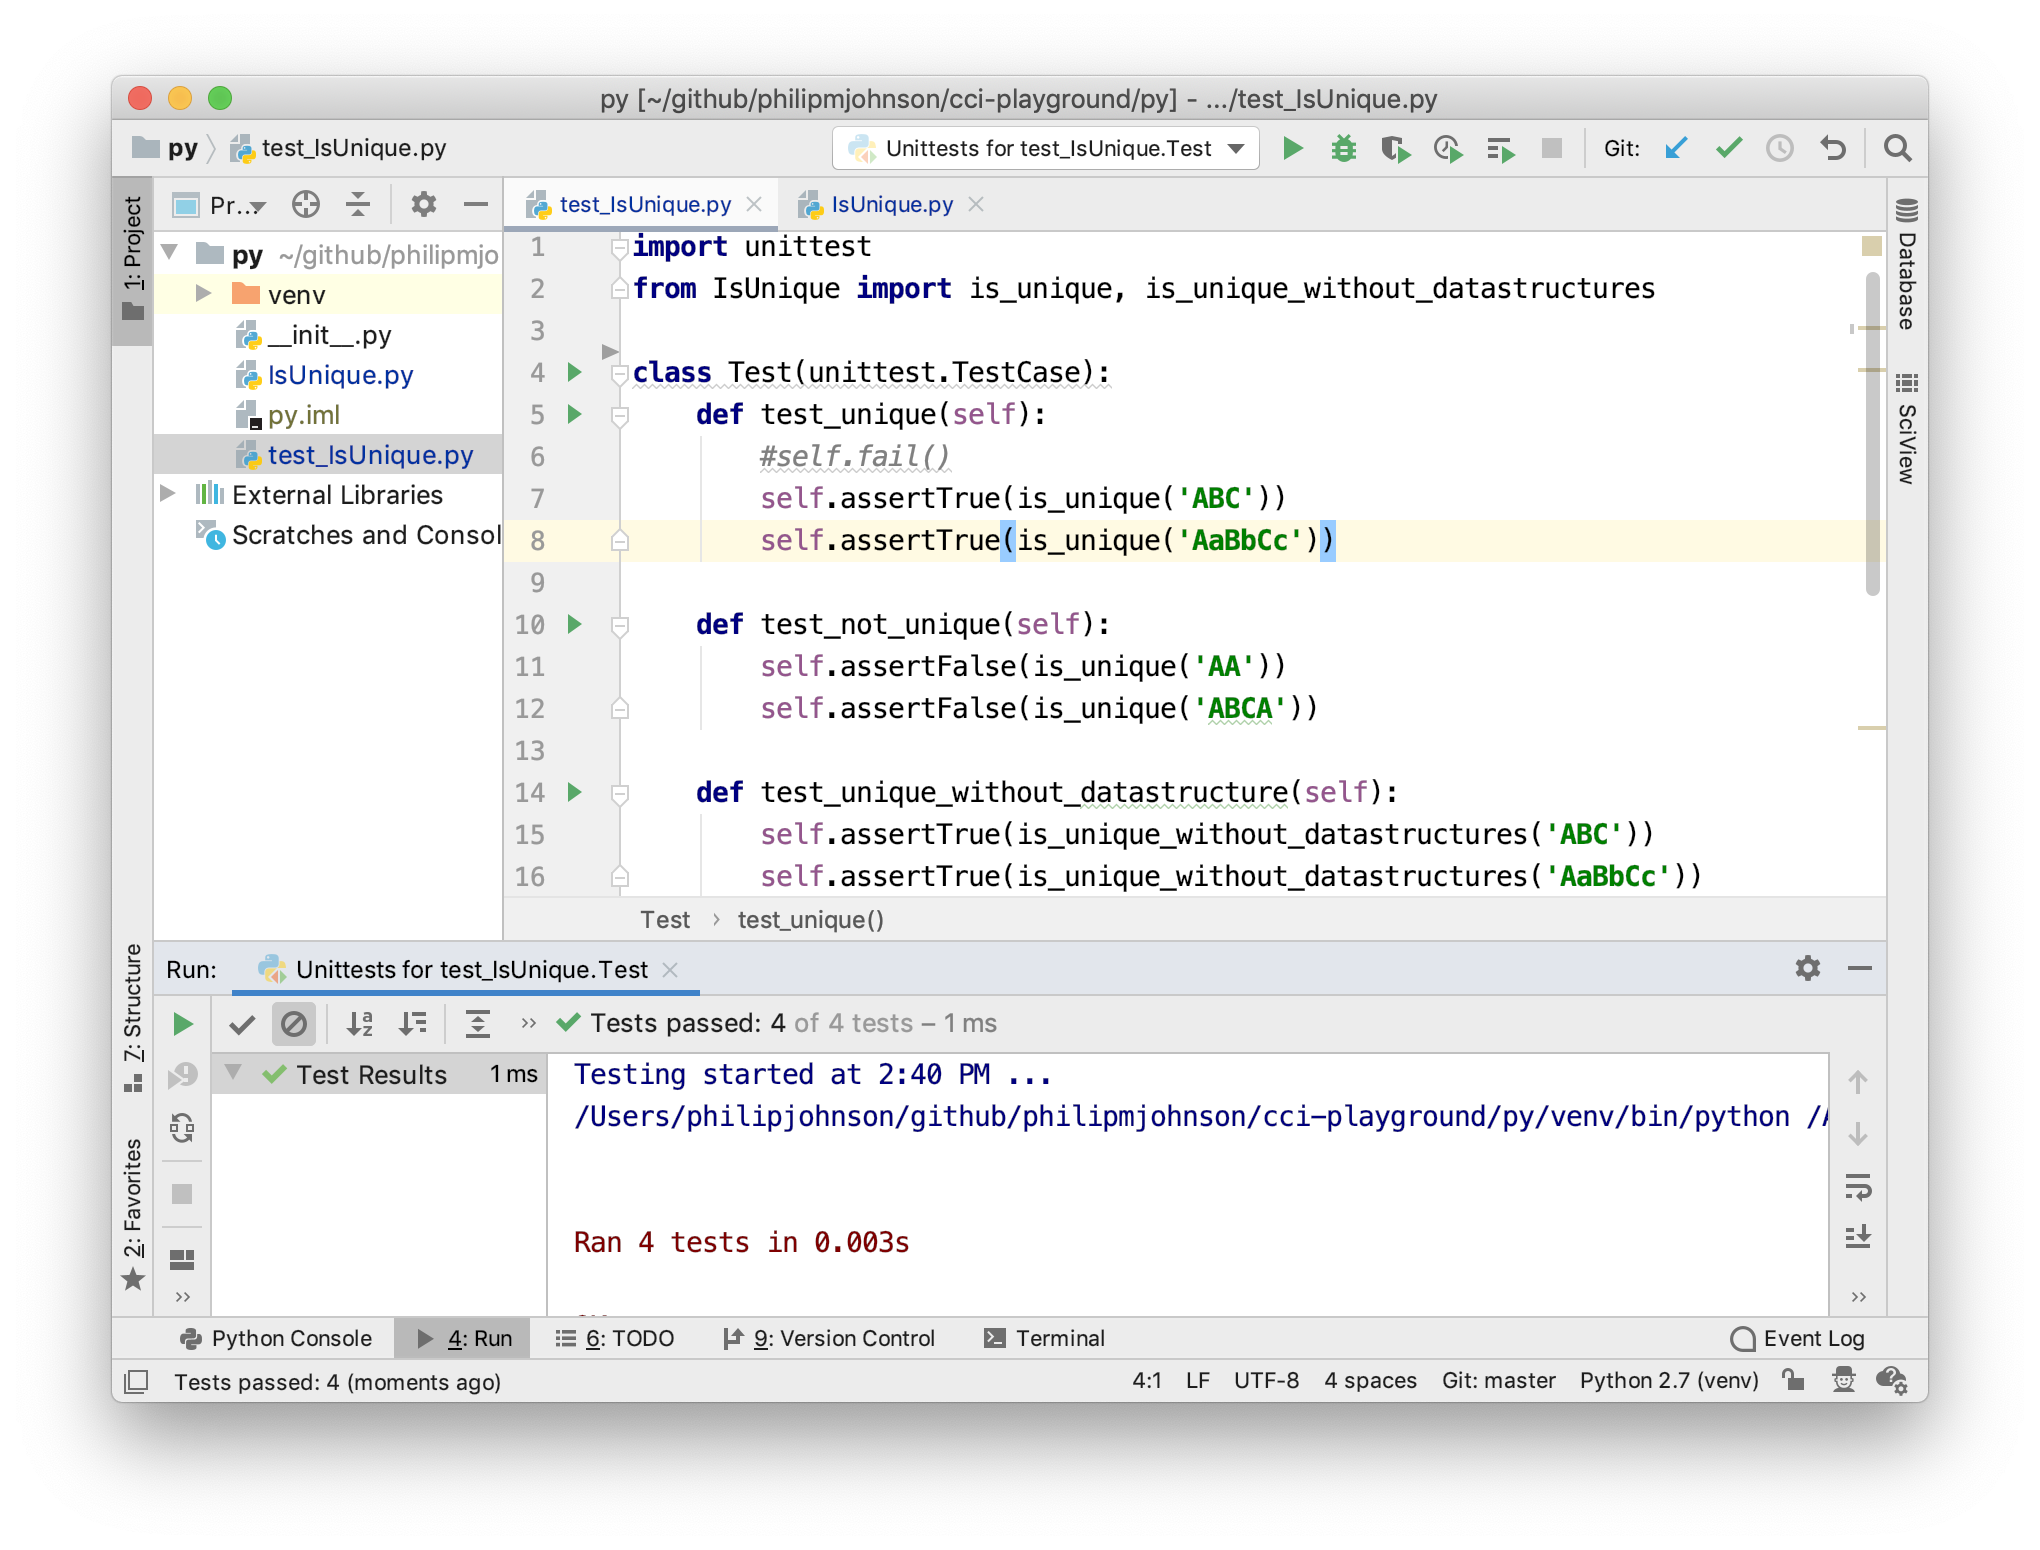 py [~/github/philipmjohnson/cci-playground/py] - .../test_IsUnique.py
py test_IsUnique.py
Unittests for test_IsUnique.Test
Git:
1: Project
Pr...
py ~/github/philipmjo
venv
__init__.py
IsUnique.py
py.iml
test_IsUnique.py
External Libraries
Scratches and Consol
test_IsUnique.py IsUnique.py
1 import unittest
2 from IsUnique import is_unique, is_unique_without_datastructures
3
4 class Test(unittest.TestCase):
5 def test_unique(self):
6 #self.fail()
7 self.assertTrue(is_unique('ABC'))
8 self.assertTrue(is_unique('AaBbCc'))
9
10 def test_not_unique(self):
11 self.assertFalse(is_unique('AA'))
12 self.assertFalse(is_unique('ABCA'))
13
14 def test_unique_without_datastructure(self):
15 self.assertTrue(is_unique_without_datastructures('ABC'))
16 self.assertTrue(is_unique_without_datastructures('AaBbCc'))
Test › test_unique()
Database
SciView
7: Structure
2: Favorites
Run: Unittests for test_IsUnique.Test
Tests passed: 4 of 4 tests – 1 ms
Test Results 1 ms
Testing started at 2:40 PM ...
/Users/philipjohnson/github/philipmjohnson/cci-playground/py/venv/bin/python /
Ran 4 tests in 0.003s
Python Console 4: Run 6: TODO 9: Version Control Terminal Event Log
Tests passed: 4 (moments ago)
4:1 LF UTF-8 4 spaces Git: master Python 2.7 (venv)